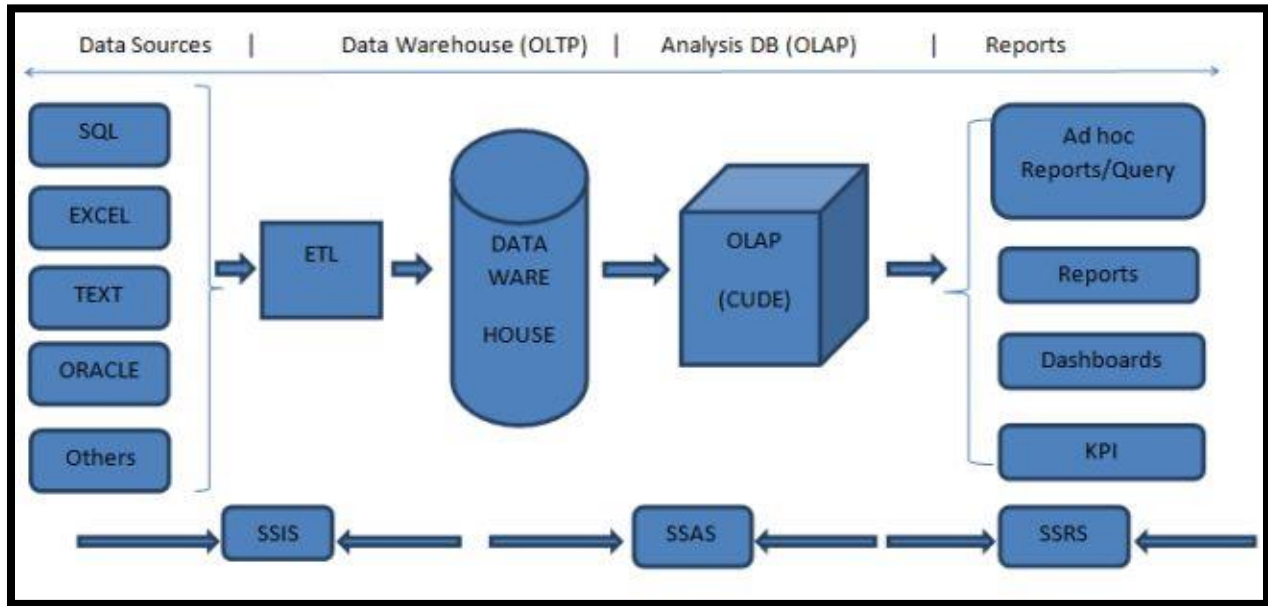 Data Sources | Data Warehouse (OLTP) | Analysis DB (OLAP) | Reports
SQL
EXCEL
TEXT
ORACLE
Others
ETL
DATA
WARE
HOUSE
OLAP
(CUDE)
Ad hoc
Reports/Query
Reports
Dashboards
KPI
SSIS
SSAS
SSRS